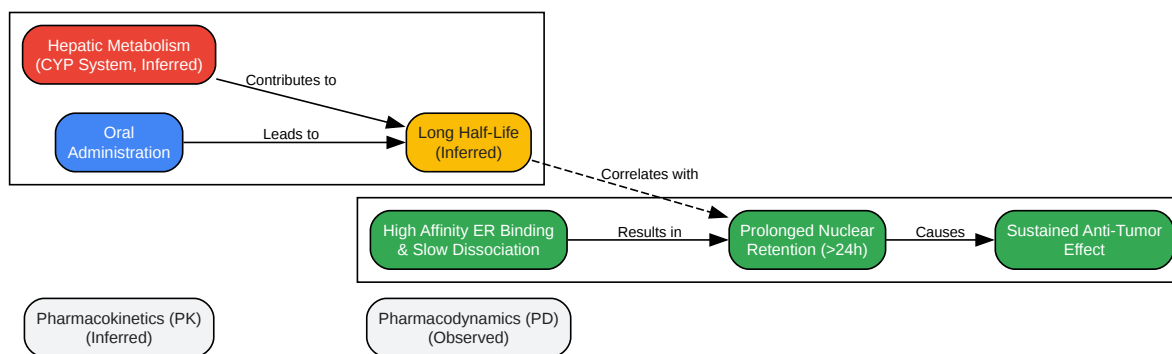 Hepatic Metabolism
(CYP System, Inferred)
Contributes to
Oral
Administration
Leads to
Long Half-Life
(Inferred)
Correlates with
High Affinity ER Binding
& Slow Dissociation
Results in
Prolonged Nuclear
Retention (>24h)
Causes
Sustained Anti-Tumor
Effect
Pharmacokinetics (PK)
(Inferred)
Pharmacodynamics (PD)
(Observed)